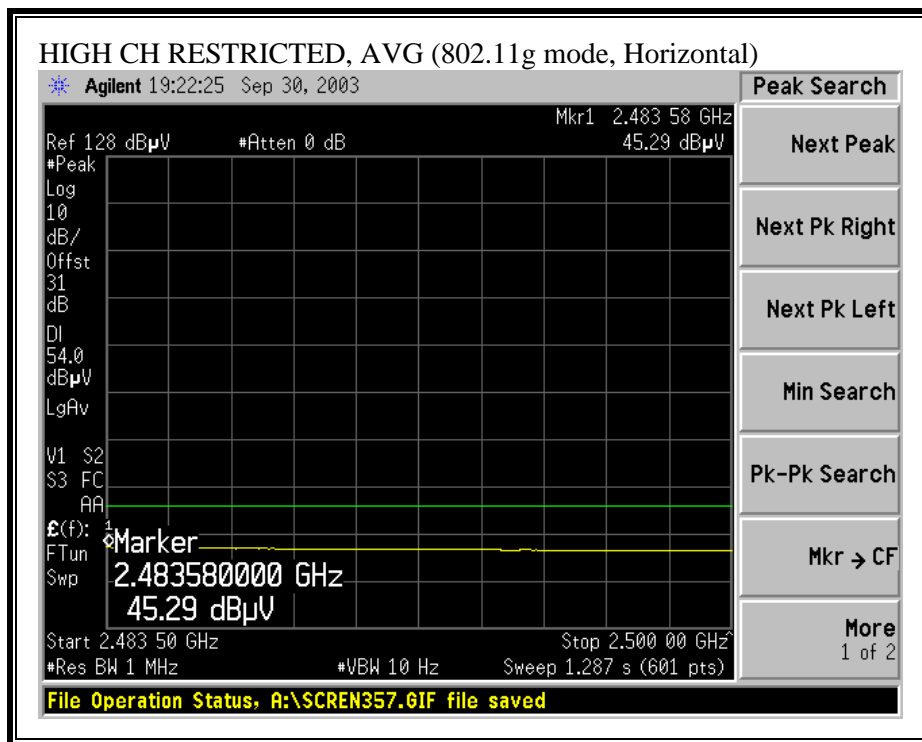 HIGH CH RESTRICTED, AVG (802.11g mode, Horizontal)
Agilent 19:22:25 Sep 30, 2003
Peak Search
Mkr1 2.483 58 GHz
Ref 128 dBµV #Atten 0 dB 45.29 dBµV
#Peak
Log
10
dB/
Offst
31
dB
DI
54.0
dBµV
LgAv
V1 S2
S3 FC
AA
£(f):
FTun
Swp
1
Marker
2.483580000 GHz
45.29 dBµV
Start 2.483 50 GHz Stop 2.500 00 GHz^
#Res BW 1 MHz #VBW 10 Hz Sweep 1.287 s (601 pts)
File Operation Status, A:\SCREN357.GIF file saved
Next Peak
Next Pk Right
Next Pk Left
Min Search
Pk-Pk Search
Mkr → CF
More
1 of 2